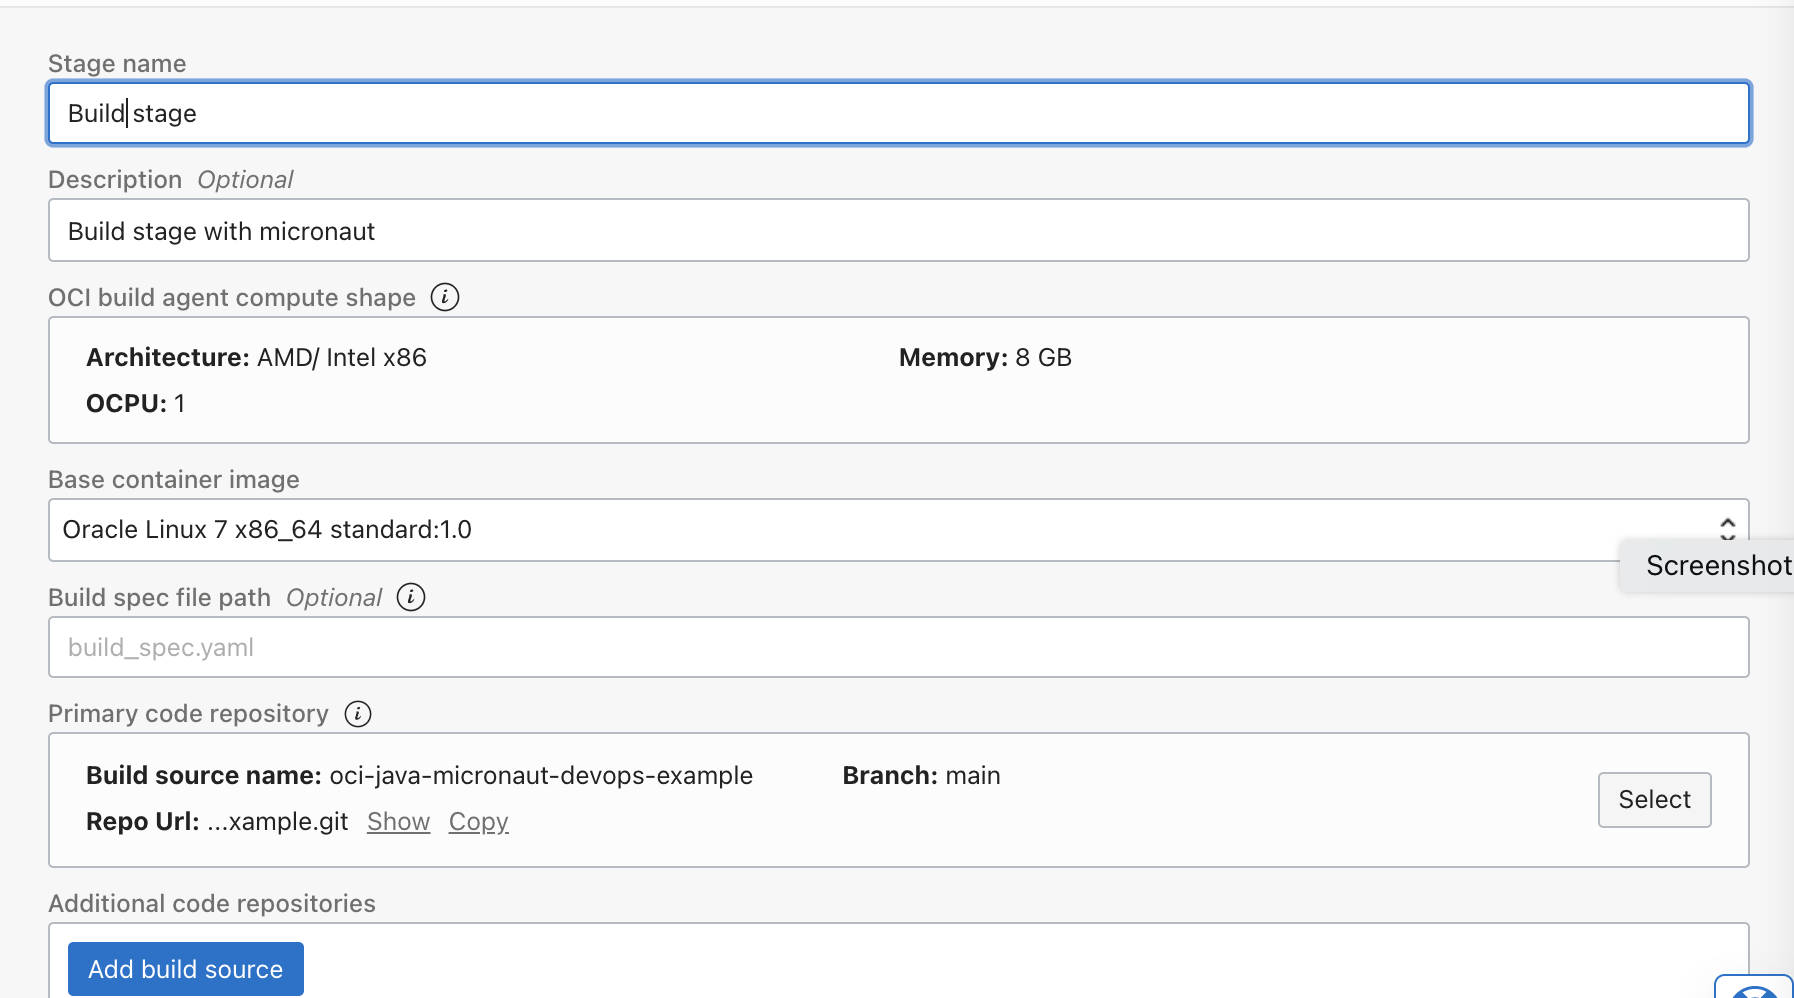 Stage name
Build stage
Description Optional
Build stage with micronaut
OCI build agent compute shape i
Architecture: AMD/ Intel x86 Memory: 8 GB
OCPU: 1
Base container image
Oracle Linux 7 x86_64 standard:1.0
Screenshot
Build spec file path Optional i
build_spec.yaml
Primary code repository i
Build source name: oci-java-micronaut-devops-example Branch: main
Select
Repo Url: ...xample.git Show Copy
Additional code repositories
Add build source